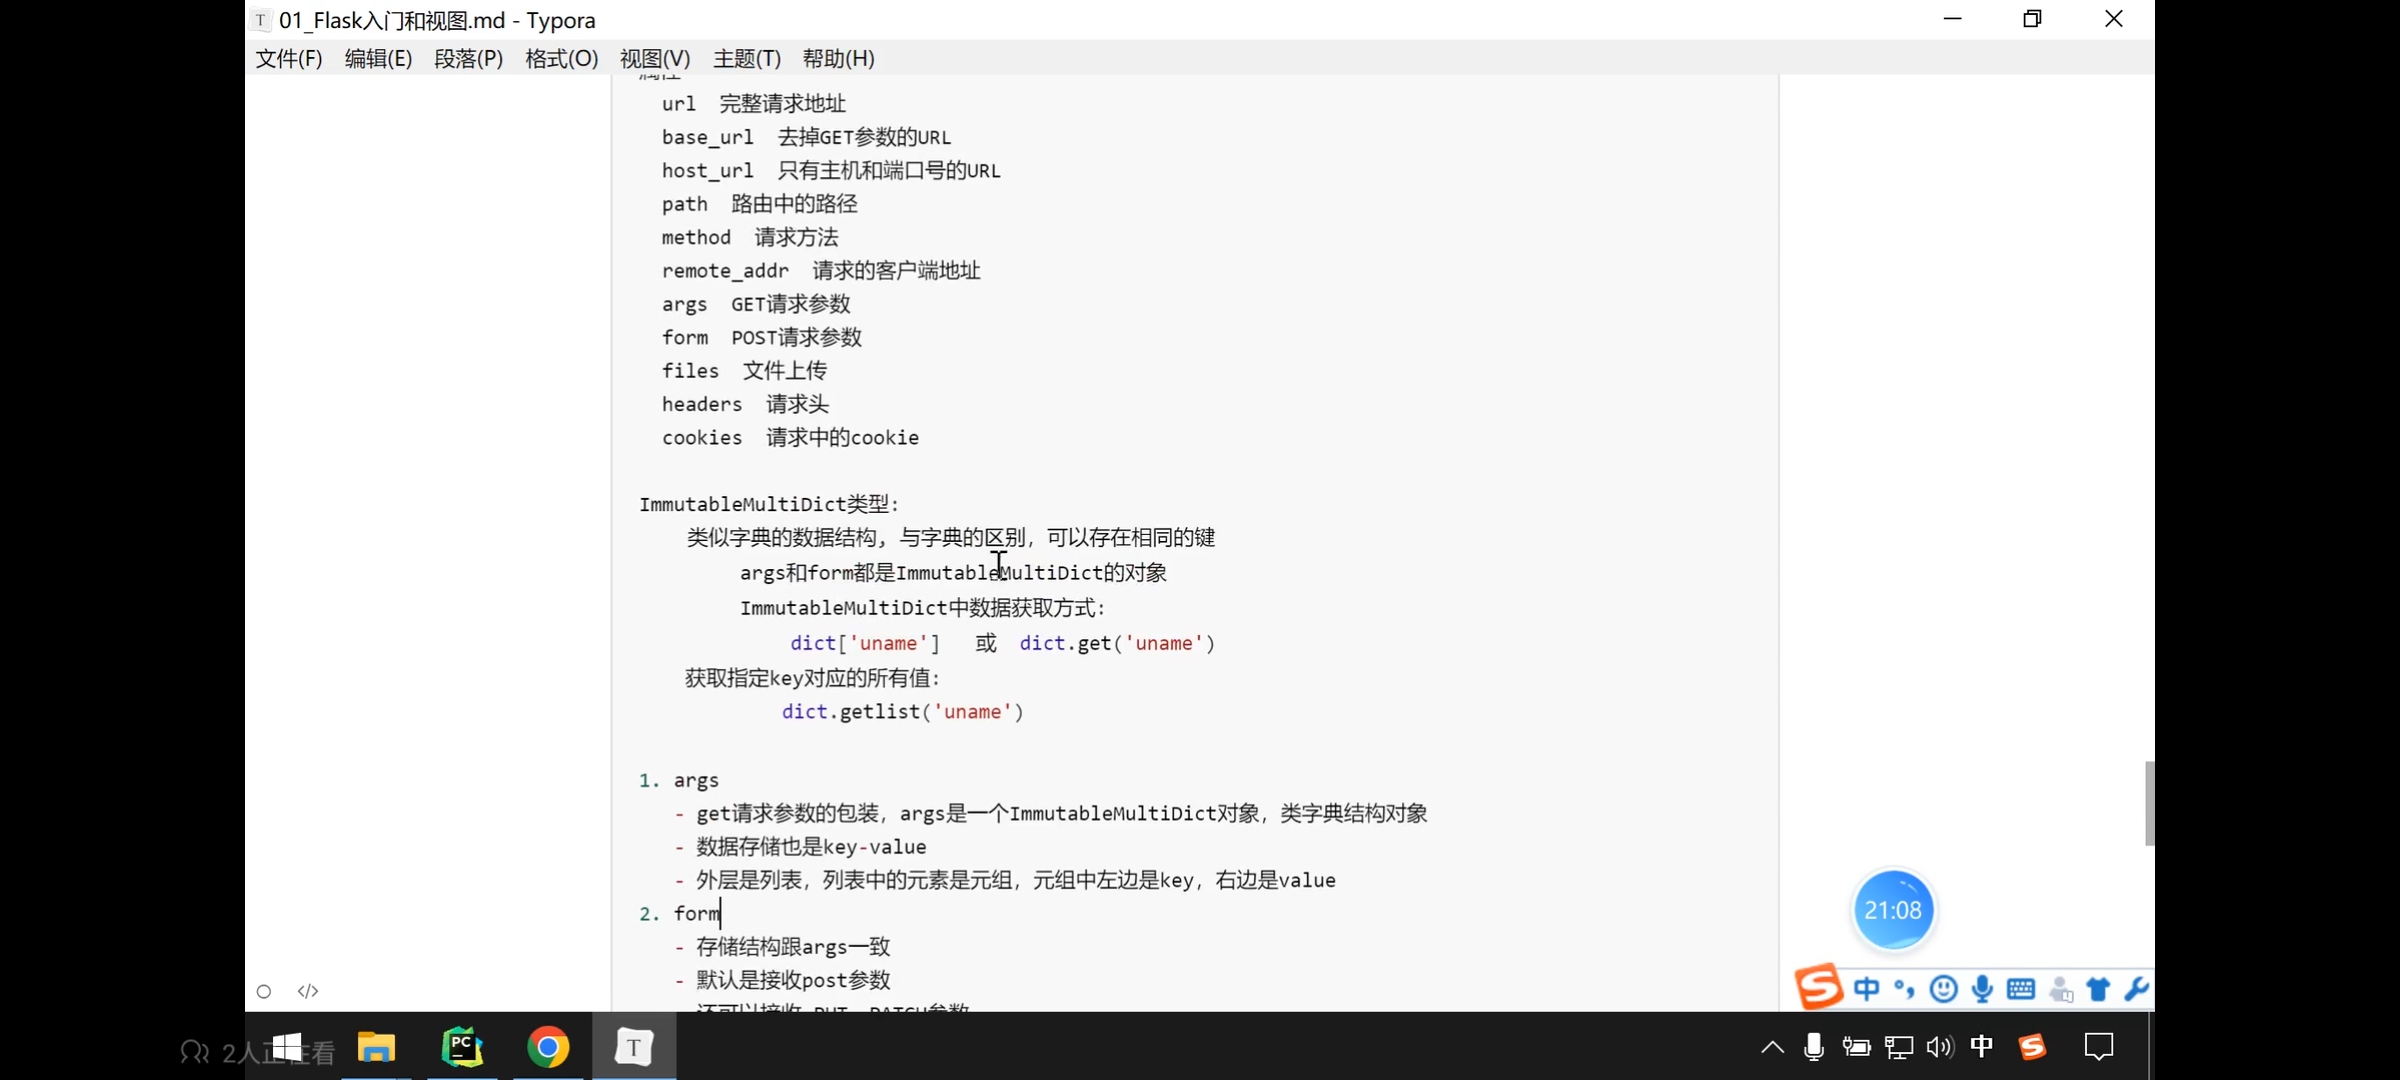 01_Flask入门和视图.md - Typora
文件(F) 编辑(E) 段落(P) 格式(O) 视图(V) 主题(T) 帮助(H)
属性
url 完整请求地址
base_url 去掉GET参数的URL
host_url 只有主机和端口号的URL
path 路由中的路径
method 请求方法
remote_addr 请求的客户端地址
args GET请求参数
form POST请求参数
files 文件上传
headers 请求头
cookies 请求中的cookie
ImmutableMultiDict类型:
类似字典的数据结构, 与字典的区别, 可以存在相同的键
args和form都是ImmutableMultiDict的对象
ImmutableMultiDict中数据获取方式:
dict['uname'] 或 dict.get('uname')
获取指定key对应的所有值:
dict.getlist('uname')
1. args
- get请求参数的包装, args是一个ImmutableMultiDict对象, 类字典结构对象
- 数据存储也是key-value
- 外层是列表, 列表中的元素是元组, 元组中左边是key, 右边是value
2. form
- 存储结构跟args一致
- 默认是接收post参数
- 还可以接收 PUT, PATCH参数
21:08
中
2人正在看
PC
T
中